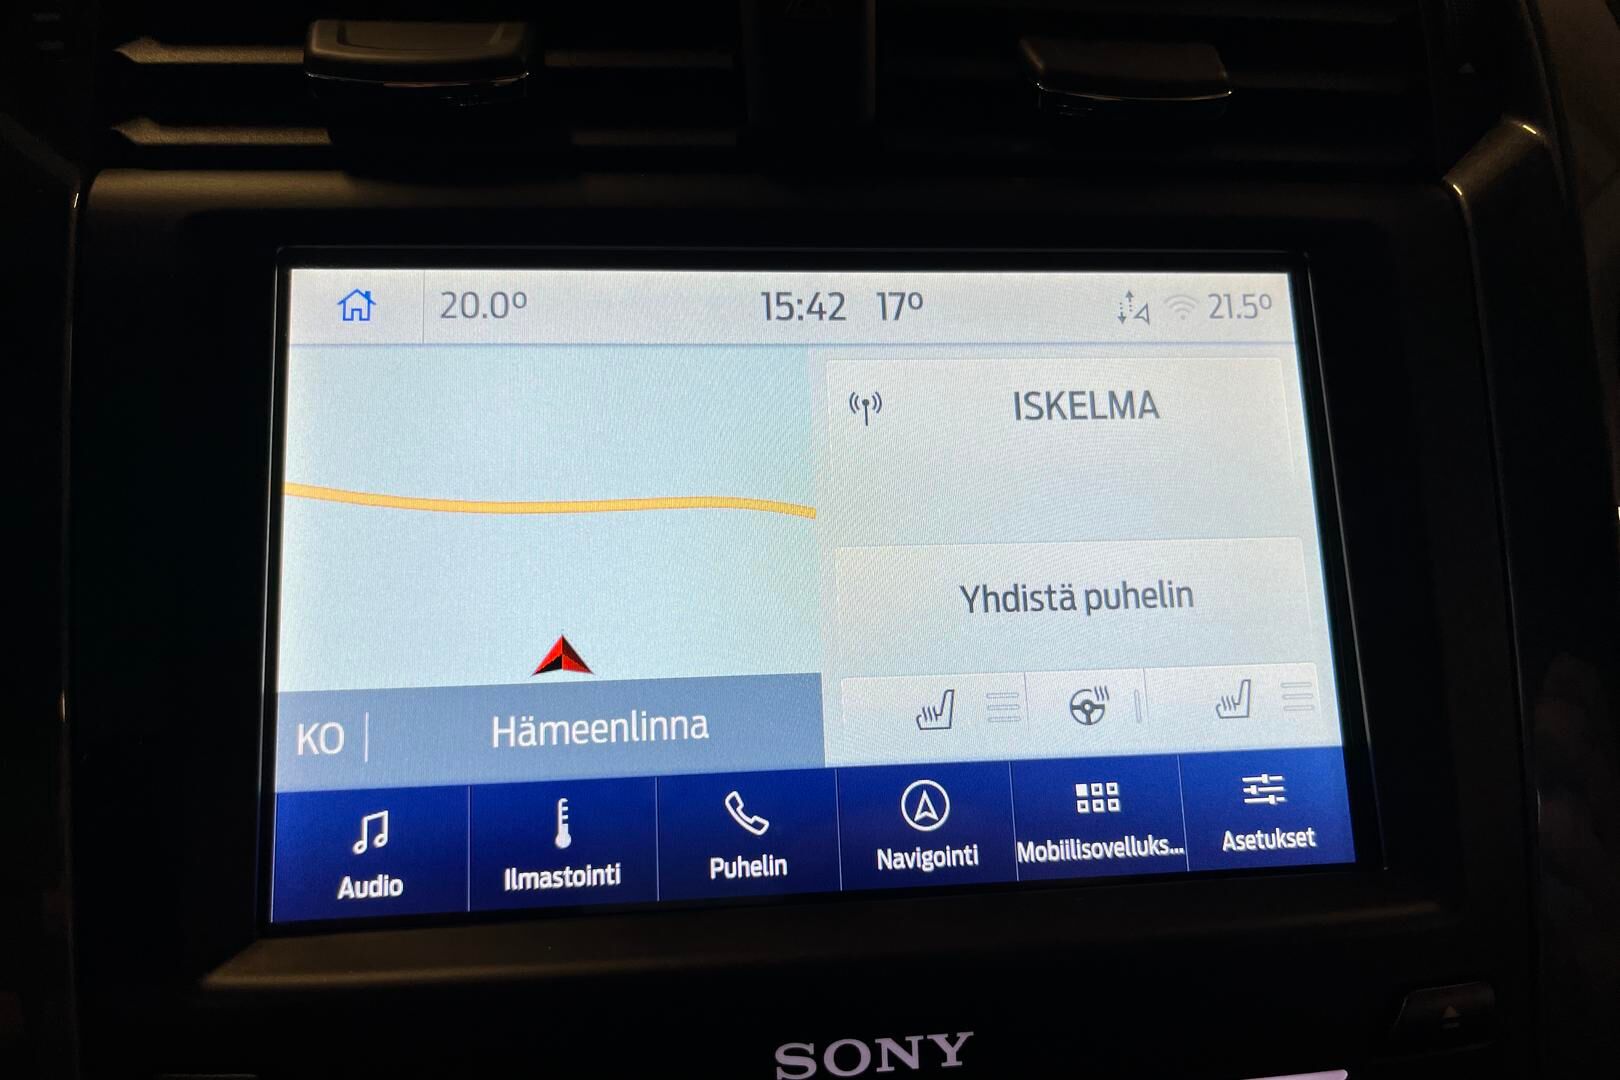 20.0° 15:42 17° 21.5°
ISKELMA
Yhdistä puhelin
KO Hämeenlinna
Audio Ilmastointi Puhelin Navigointi Mobiilisovelluks... Asetukset
SONY